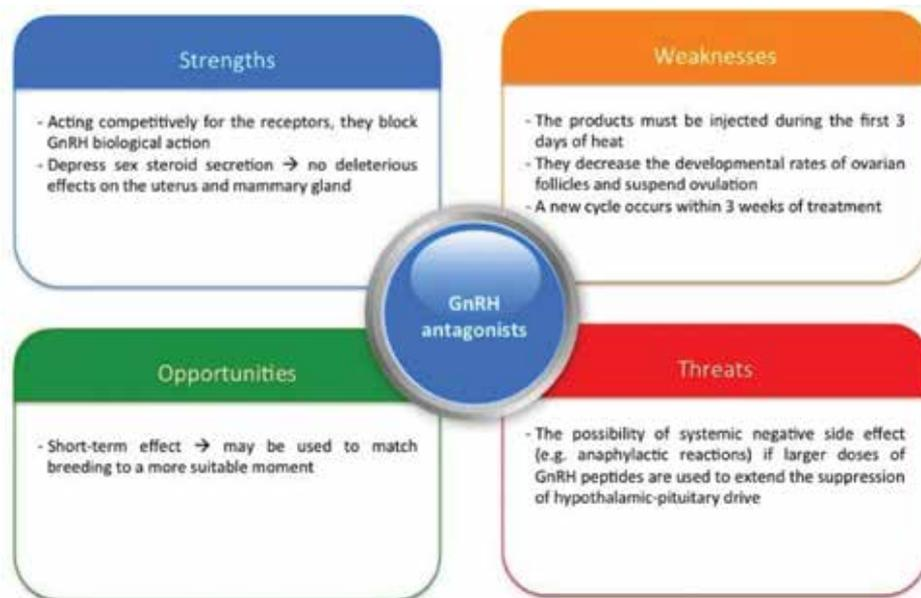 Strengths
- Acting competitively for the receptors, they block
GnRH biological action
- Depress sex steroid secretion → no deleterious
effects on the uterus and mammary gland
Weaknesses
- The products must be injected during the first 3
days of heat
- They decrease the developmental rates of ovarian
follicles and suspend ovulation
- A new cycle occurs within 3 weeks of treatment
GnRH
antagonists
Opportunities
- Short-term effect → may be used to match
breeding to a more suitable moment
Threats
- The possibility of systemic negative side effect
(e.g. anaphylactic reactions) if larger doses of
GnRH peptides are used to extend the suppression
of hypothalamic-pituitary drive